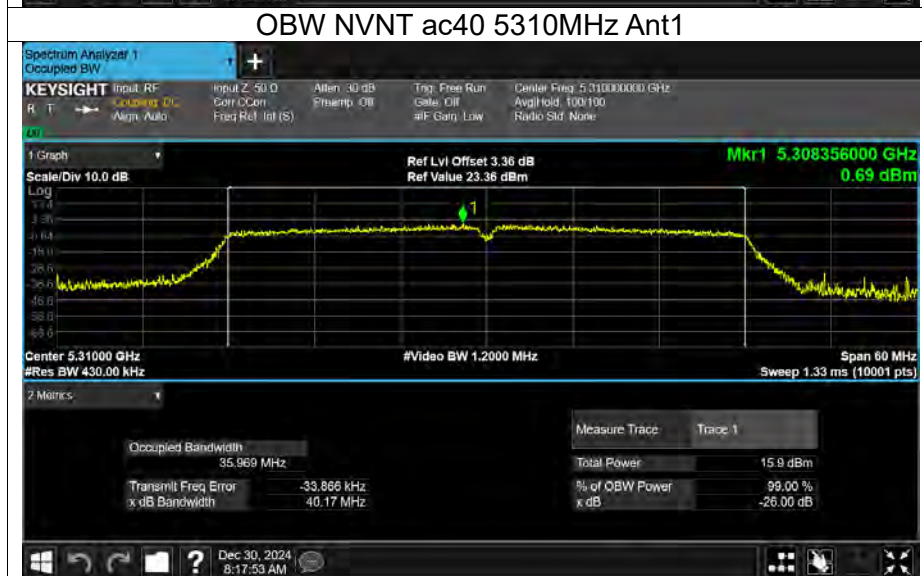 OBW NVNT ac40 5310MHz Ant1
Spectrum Analyzer 1
Occupied BW
+
KEYSIGHT Input: RF Input Z: 50 Ω Atten: 30 dB Trig: Free Run Center Freq: 5.310000000 GHz
R T Coupling: DC Corr CCorr Preamp: Off Gate: Off Avg|Hold: 100/100
Align: Auto Freq Ref: Int (S) #IF Gain: Low Radio Std: None
1 Graph
Ref Lvl Offset 3.36 dB Mkr1 5.308356000 GHz
Scale/Div 10.0 dB Ref Value 23.36 dBm 0.69 dBm
Log
1
Center 5.31000 GHz #Video BW 1.2000 MHz Span 60 MHz
#Res BW 430.00 kHz Sweep 1.33 ms (10001 pts)
2 Metrics
Measure Trace Trace 1
Occupied Bandwidth
35.969 MHz Total Power 15.9 dBm
Transmit Freq Error -33.866 kHz % of OBW Power 99.00 %
x dB Bandwidth 40.17 MHz x dB -26.00 dB
? Dec 30, 2024
8:17:53 AM